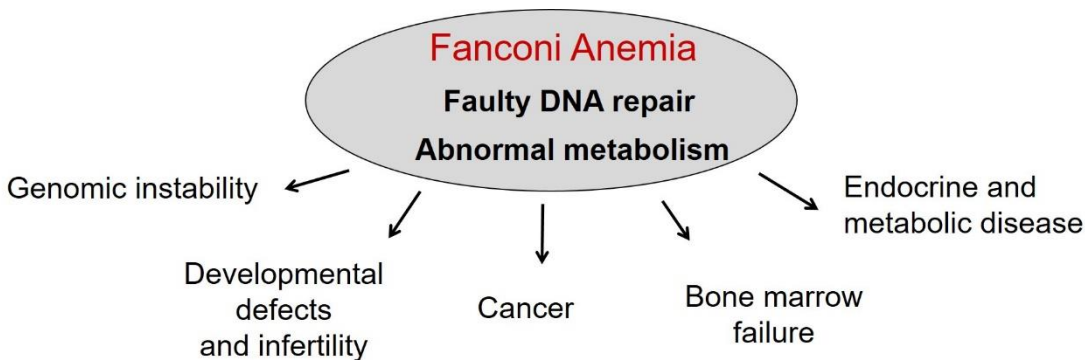 Fanconi Anemia
Faulty DNA repair
Abnormal metabolism
Genomic instability
Developmental
defects
and infertility
Cancer
Bone marrow
failure
Endocrine and
metabolic disease